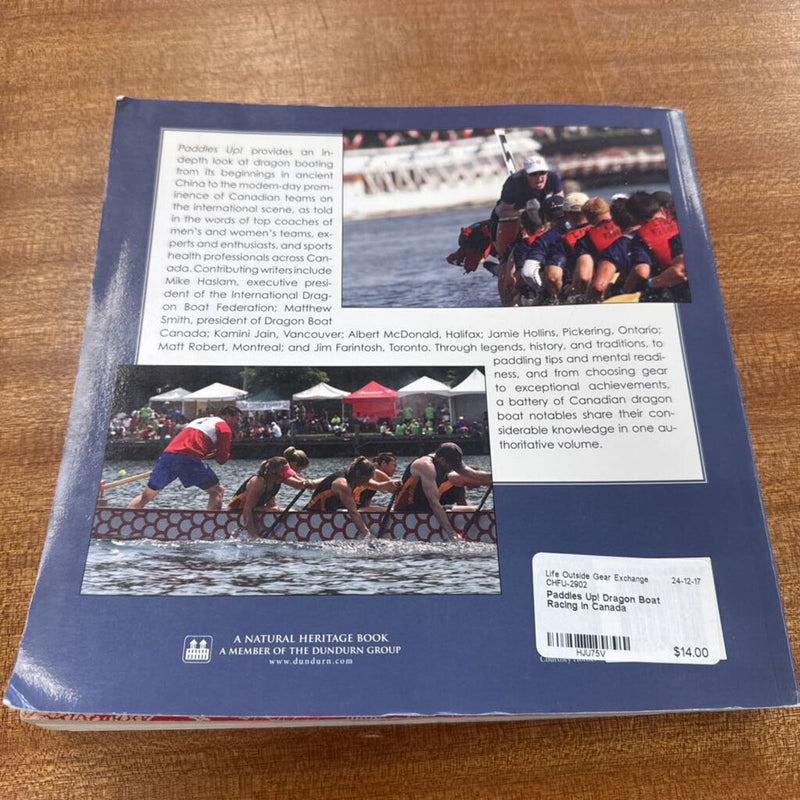 Paddles Up! provides an in-
depth look at dragon boating
from its beginnings in ancient
China to the modern-day prom-
inence of Canadian teams on
the international scene, as told
in the words of top coaches of
men's and women's teams, ex-
perts and enthusiasts, and sports
health professionals across Can-
ada. Contributing writers include
Mike Haslam, executive presi-
dent of the International Drag-
on Boat Federation; Matthew
Smith, president of Dragon Boat
Canada; Kamini Jain, Vancouver; Albert McDonald, Halifax; Jamie Hollins, Pickering, Ontario;
Matt Robert, Montreal; and Jim Farintosh, Toronto. Through legends, history, and traditions, to
paddling tips and mental readi-
ness, and from choosing gear
to exceptional achievements,
a battery of Canadian dragon
boat notables share their con-
siderable knowledge in one au-
thoritative volume.
A NATURAL HERITAGE BOOK
A MEMBER OF THE DUNDURN GROUP
www.dundurn.com
Life Outside Gear Exchange 24-12-17
CHFU-2902
Paddles Up! Dragon Boat
Racing in Canada
HJU75V $14.00
Courtney